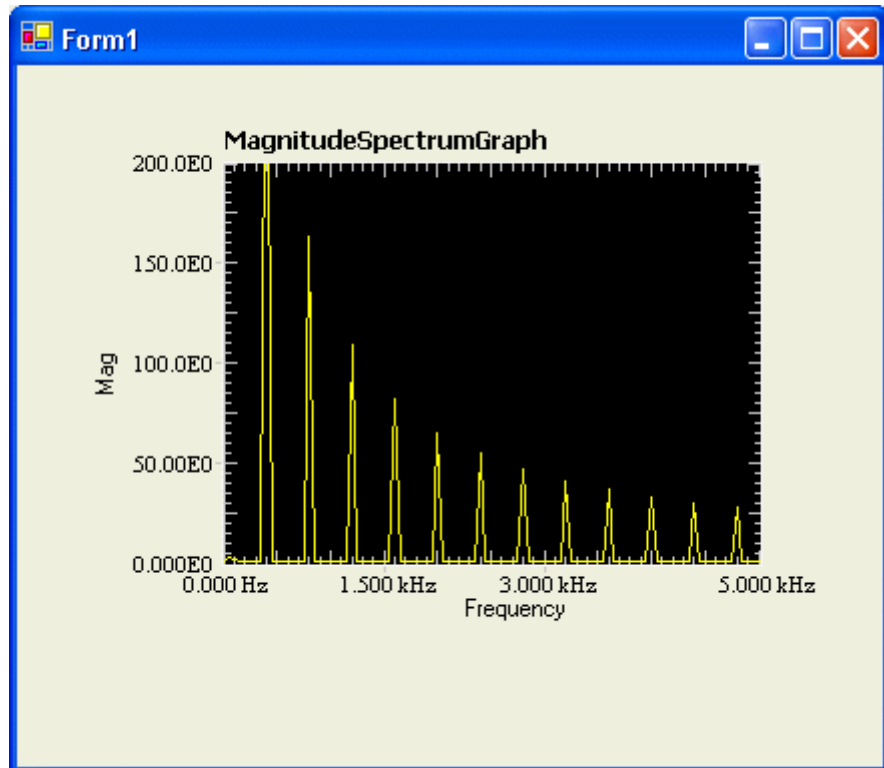 Form1
MagnitudeSpectrumGraph
200.0E0
150.0E0
Mag
100.0E0
50.00E0
0.000E0
0.000 Hz 1.500 kHz 3.000 kHz 5.000 kHz
Frequency